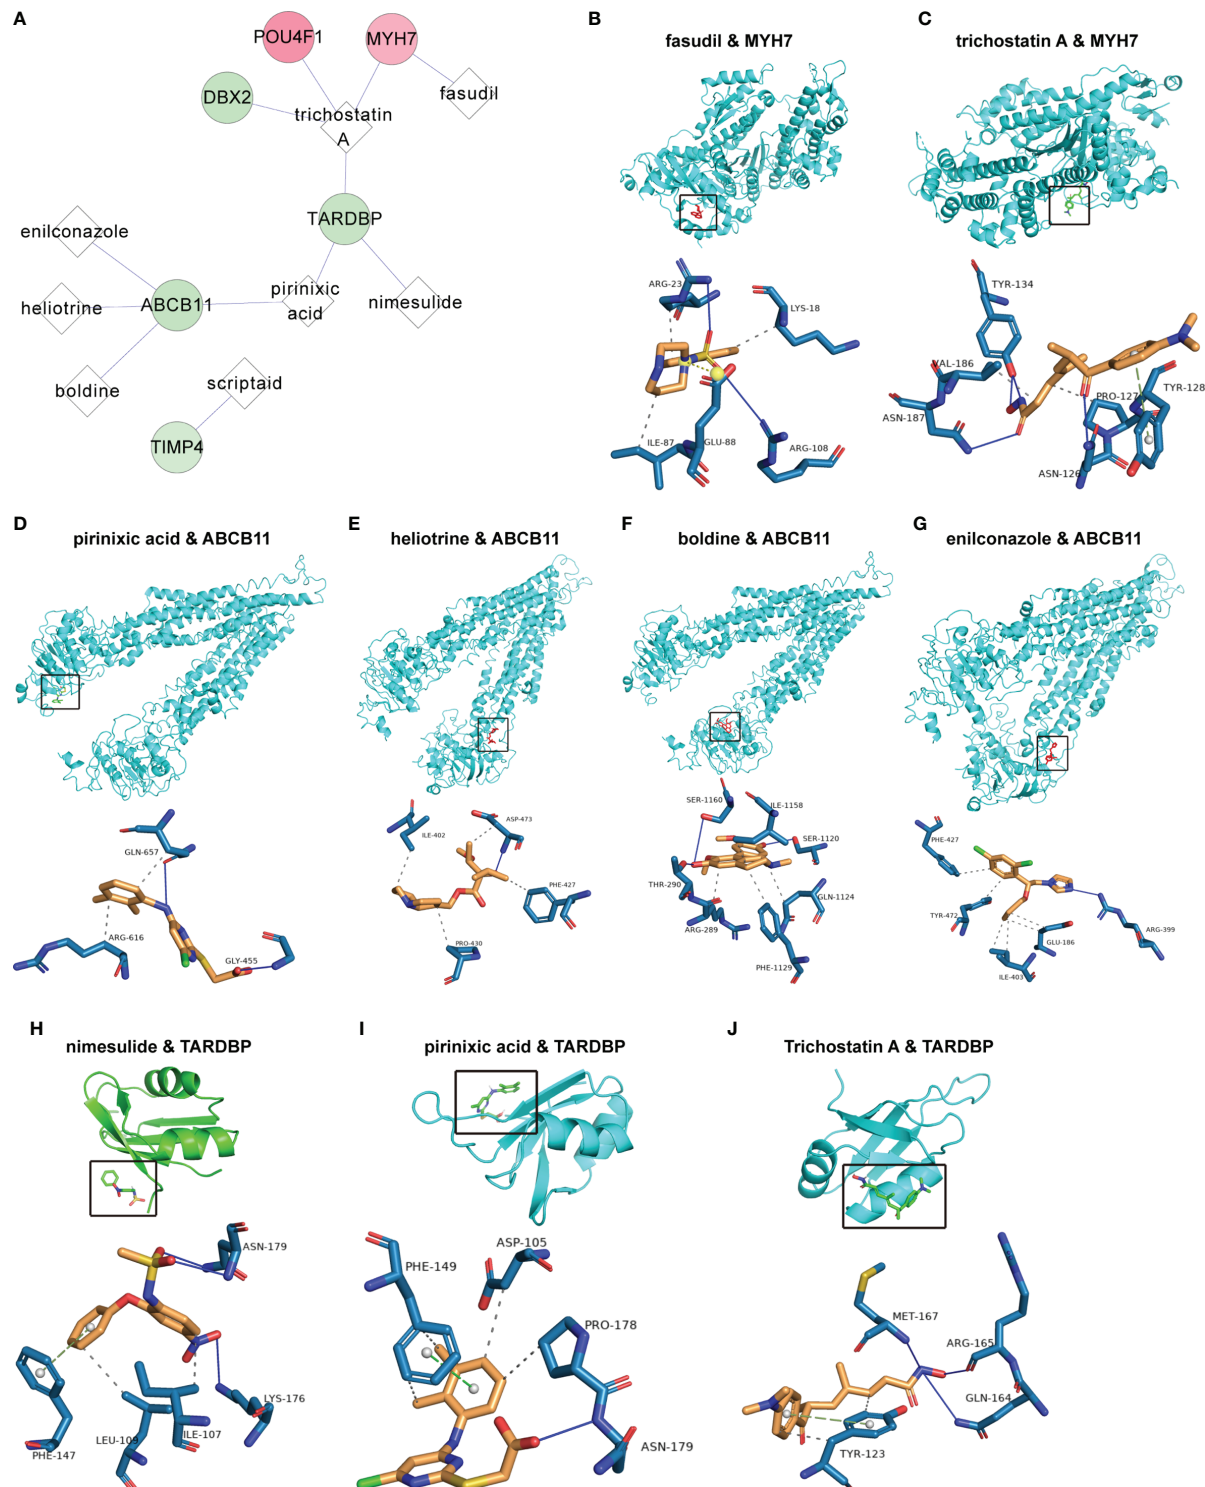 A
POU4F1
MYH7
DBX2
trichostatin
A
fasudil
TARDBP
enilconazole
heliotrine
ABCB11
pirinixic
acid
nimesulide
boldine
scriptaid
TIMP4
B
fasudil & MYH7
ARG-23
LYS-18
ILE-87
GLU-88
ARG-108
C
trichostatin A & MYH7
TYR-134
VAL-186
ASN-187
PRO-127
TYR-128
ASN-126
D
pirinixic acid & ABCB11
GLN-657
ARG-616
GLY-455
E
heliotrine & ABCB11
ILE-402
ASP-473
PHE-427
PRO-430
F
boldine & ABCB11
SER-1160
ILE-1158
SER-1120
THR-290
GLN-1124
ARG-289
PHE-1129
G
enilconazole & ABCB11
PHE-427
TYR-472
ARG-399
GLU-186
ILE-403
H
nimesulide & TARDBP
ASN-179
LYS-176
ILE-107
LEU-109
PHE-147
I
pirinixic acid & TARDBP
ASP-105
PHE-149
PRO-178
ASN-179
J
Trichostatin A & TARDBP
MET-167
ARG-165
GLN-164
TYR-123